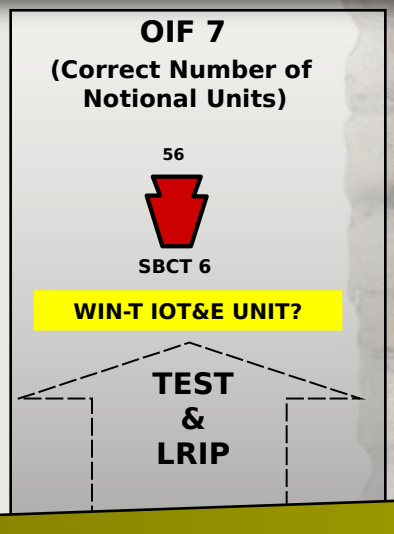 OIF 7
(Correct Number of
Notional Units)
56
SBCT 6
WIN-T IOT&E UNIT?
TEST
&
LRIP